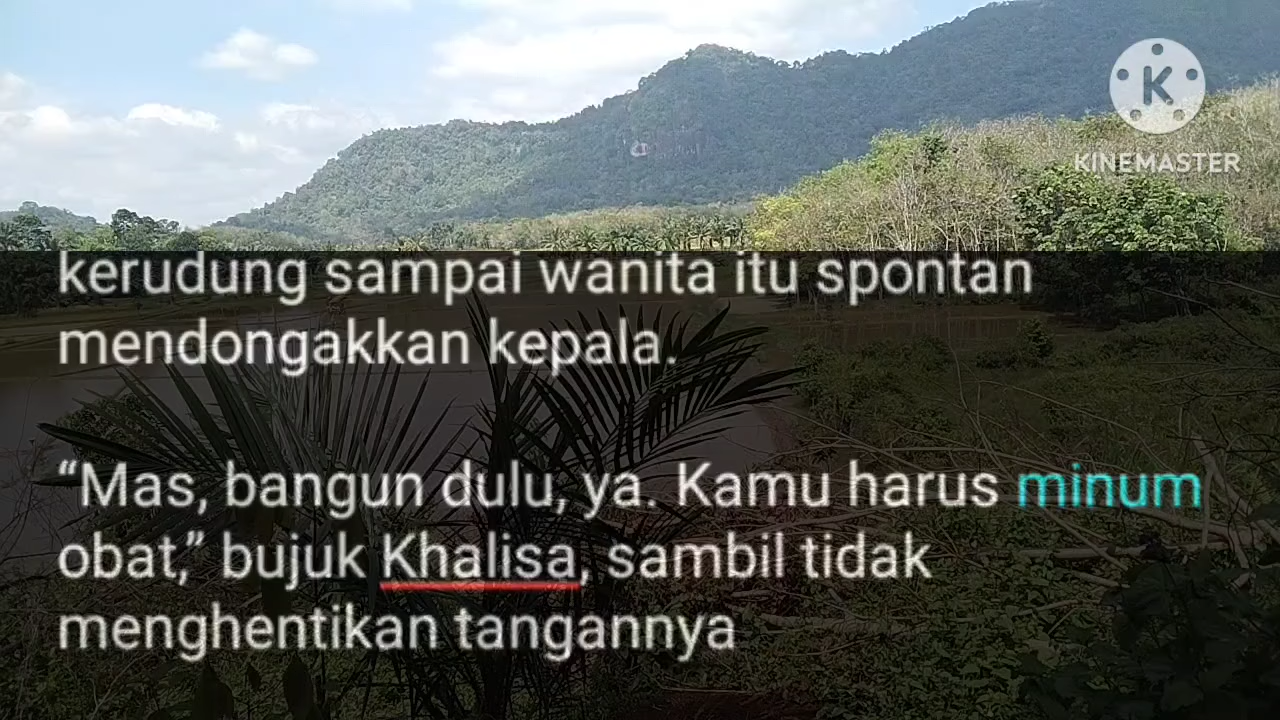 KINEMASTER
kerudung sampai wanita itu spontan
mendongakkan kepala.
“Mas, bangun dulu, ya. Kamu harus minum
obat,” bujuk Khalisa, sambil tidak
menghentikan tangannya